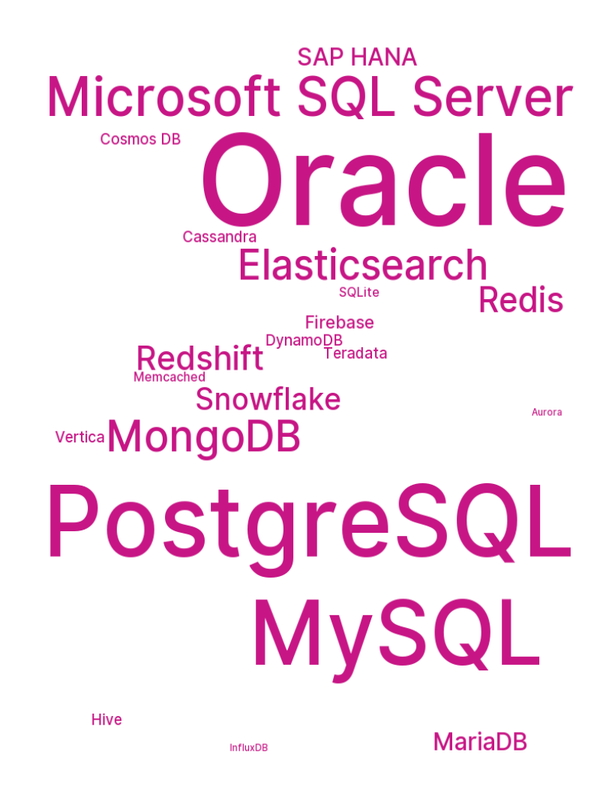 SAP HANA
Microsoft SQL Server
Cosmos DB
Oracle
Cassandra
Elasticsearch
SQLite
Redis
Firebase
DynamoDB
Teradata
Redshift
Memcached
Snowflake
Aurora
Vertica
MongoDB
PostgreSQL
MySQL
Hive
MariaDB
InfluxDB